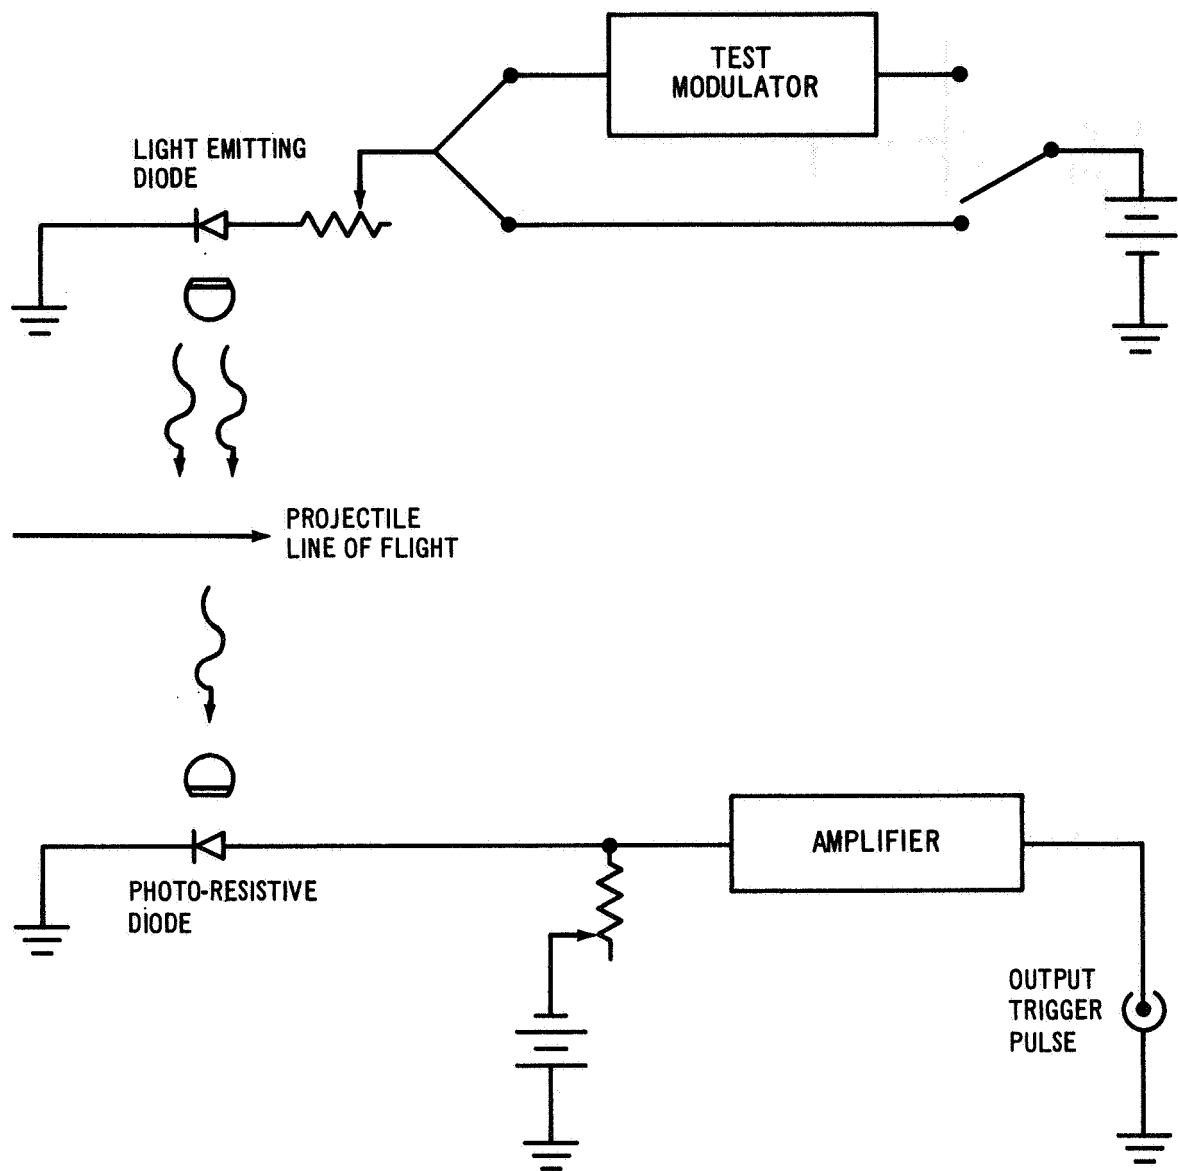 TEST
MODULATOR
LIGHT EMITTING
DIODE
PROJECTILE
LINE OF FLIGHT
AMPLIFIER
PHOTO-RESISTIVE
DIODE
OUTPUT
TRIGGER
PULSE